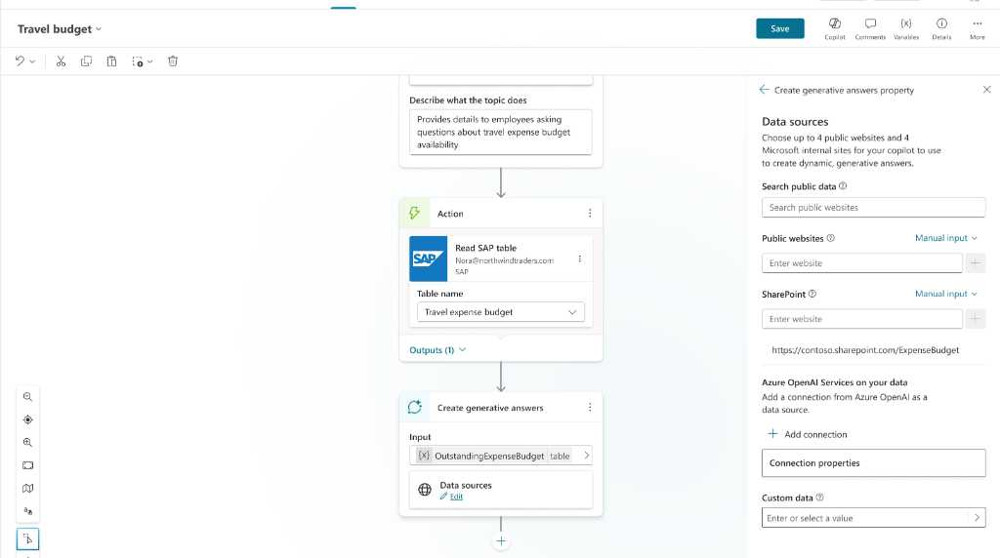 Travel budget
Save
Copilot
Comments
{x}
Variables
Details
More
Describe what the topic does
Provides details to employees asking
questions about travel expense budget
availability
Action
SAP
Read SAP table
Nora@northwindtraders.com
SAP
Table name
Travel expense budget
Outputs (1)
Create generative answers
Input
{x} OutstandingExpenseBudget table
Data sources
Edit
Create generative answers property
Data sources
Choose up to 4 public websites and 4
Microsoft internal sites for your copilot to use
to create dynamic, generative answers.
Search public data
Search public websites
Public websites
Manual input
Enter website
SharePoint
Manual input
Enter website
https://contoso.sharepoint.com/ExpenseBudget
Azure OpenAI Services on your data
Add a connection from Azure OpenAI as a
data source.
Add connection
Connection properties
Custom data
Enter or select a value